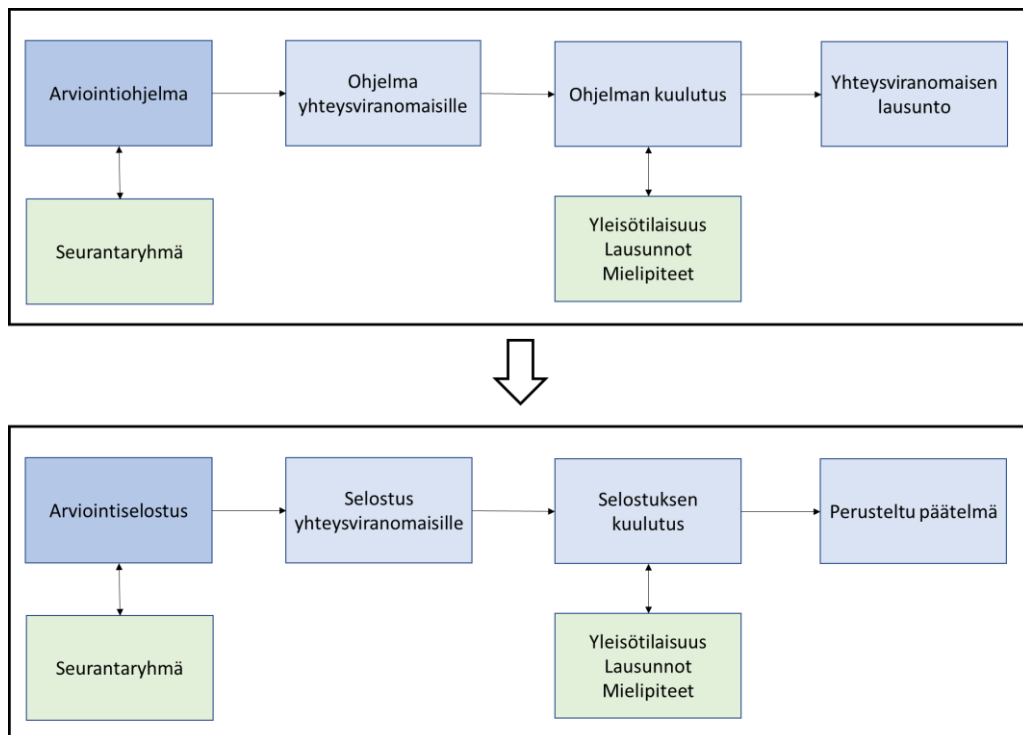 Arviointiohjelma
Ohjelma
yhteysviranomaisille
Ohjelman kuulutus
Yhteysviranomaisen
lausunto
Seurantaryhmä
Yleisötilaisuus
Lausunnot
Mielipiteet
Arviointiselostus
Selostus
yhteysviranomaisille
Selostuksen
kuulutus
Perusteltu päätelmä
Seurantaryhmä
Yleisötilaisuus
Lausunnot
Mielipiteet